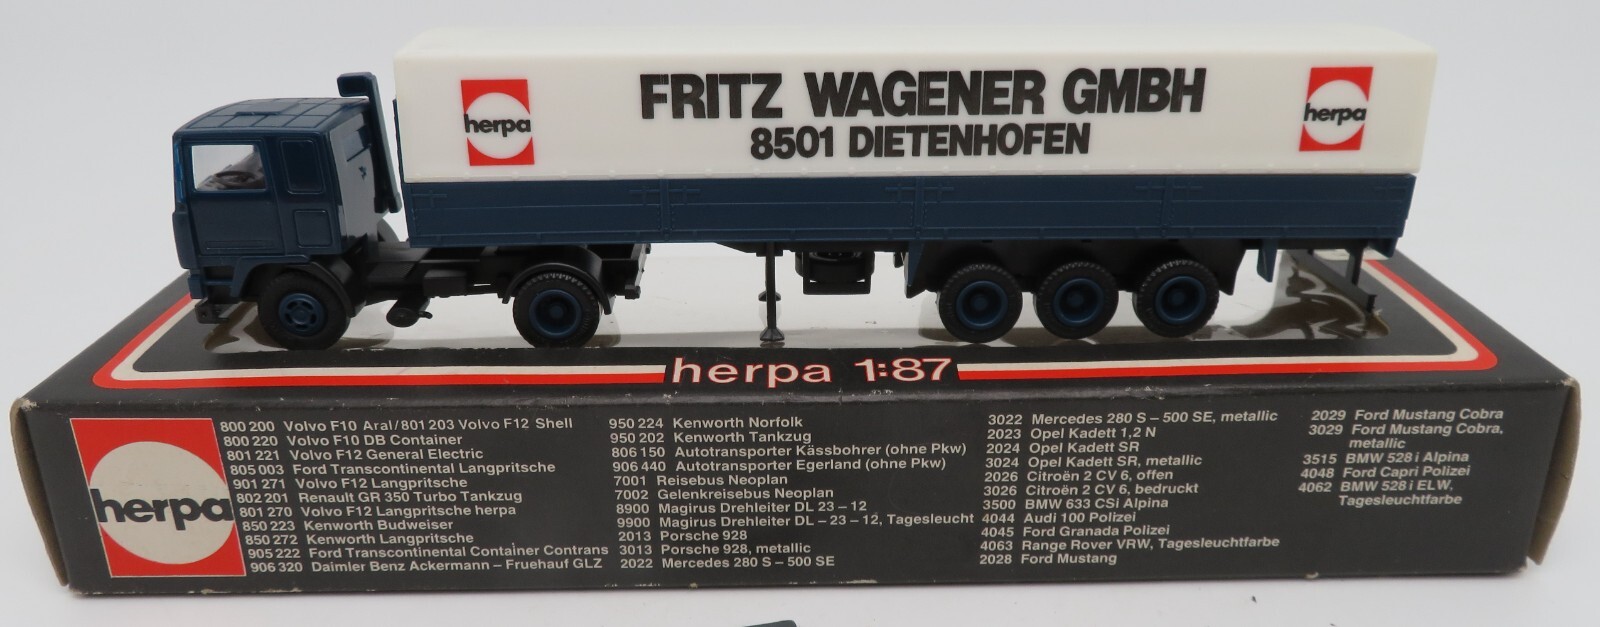 herpa
FRITZ WAGENER GMBH
8501 DIETENHOFEN
herpa
herpa 1:87
herpa
800 200 Volvo F10 Aral/801 203 Volvo F12 Shell
800 220 Volvo F10 DB Container
801 221 Volvo F12 General Electric
805 003 Ford Transcontinental Langpritsche
901 271 Volvo F12 Langpritsche
802 201 Renault GR 350 Turbo Tankzug
801 270 Volvo F12 Langpritsche herpa
850 223 Kenworth Budweiser
850 272 Kenworth Langpritsche
905 222 Ford Transcontinental Container Contrans
906 320 Daimler Benz Ackermann – Fruehauf GLZ
950 224 Kenworth Norfolk
950 202 Kenworth Tankzug
806 150 Autotransporter Kässbohrer (ohne Pkw)
906 440 Autotransporter Egerland (ohne Pkw)
7001 Reisebus Neoplan
7002 Gelenkreisebus Neoplan
8900 Magirus Drehleiter DL 23 – 12
9900 Magirus Drehleiter DL – 23 – 12, Tagesleucht
2013 Porsche 928
3013 Porsche 928, metallic
2022 Mercedes 280 S – 500 SE
3022 Mercedes 280 S – 500 SE, metallic
2023 Opel Kadett 1,2 N
2024 Opel Kadett SR
3024 Opel Kadett SR, metallic
2026 Citroën 2 CV 6, offen
3026 Citroën 2 CV 6, bedruckt
3500 BMW 633 CSi Alpina
4044 Audi 100 Polizei
4045 Ford Granada Polizei
4063 Range Rover VRW, Tagesleuchtfarbe
2028 Ford Mustang
2029 Ford Mustang Cobra
3029 Ford Mustang Cobra,
metallic
3515 BMW 528 i Alpina
4048 Ford Capri Polizei
4062 BMW 528 i ELW,
Tagesleuchtfarbe